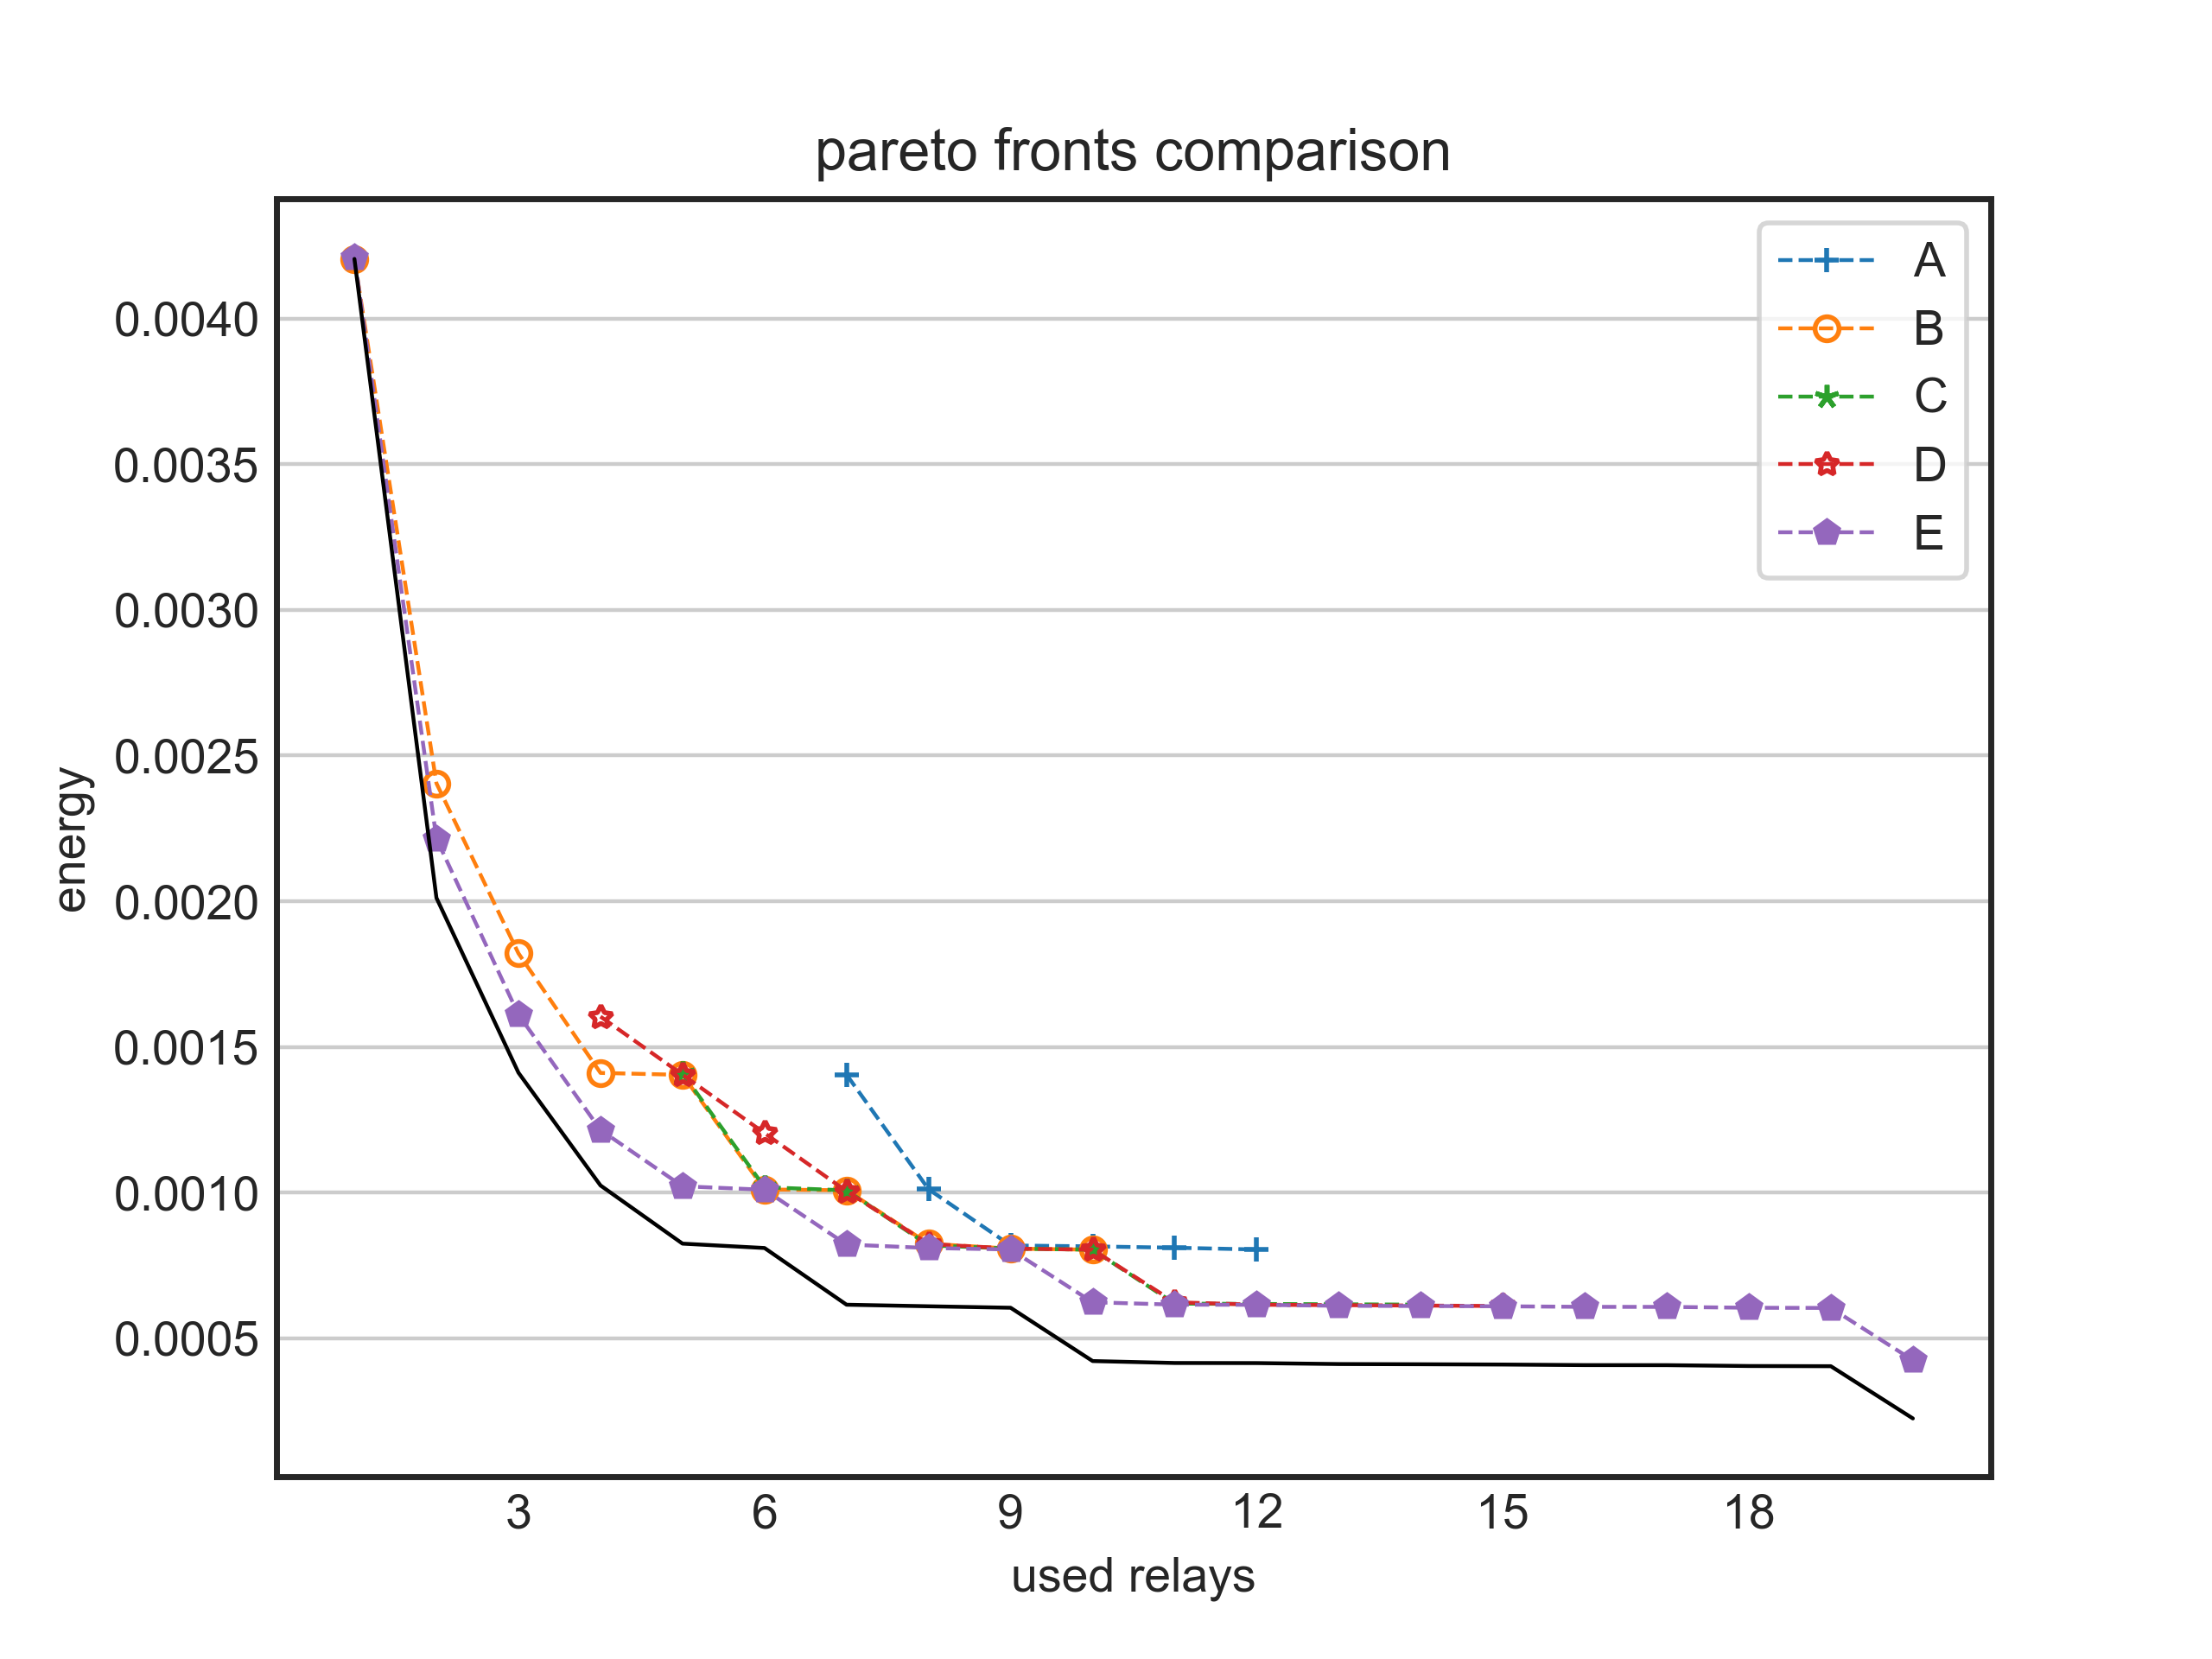 pareto fronts comparison
A
B
C
D
E
0.0040
0.0035
0.0030
0.0025
0.0020
0.0015
0.0010
0.0005
energy
3 6 9 12 15 18
used relays